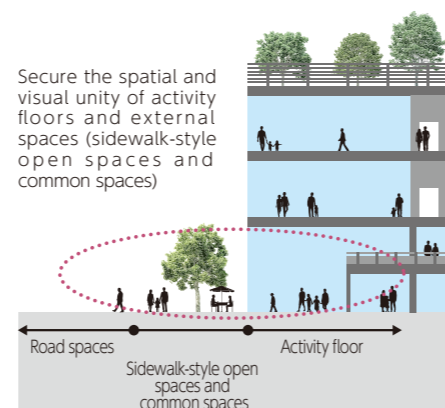 Secure the spatial and
visual unity of activity
floors and external
spaces (sidewalk-style
open spaces and
common spaces)
Road spaces
Sidewalk-style open
spaces and
common spaces
Activity floor